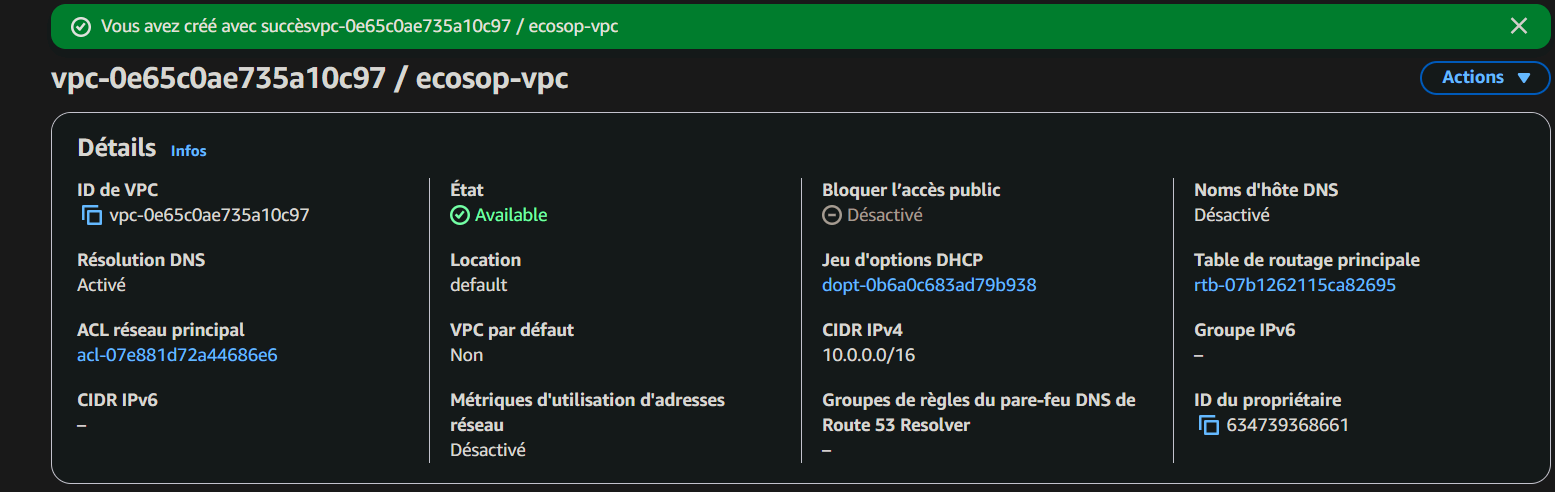 Vous avez créé avec succèsvpc-0e65c0ae735a10c97 / ecosop-vpc
vpc-0e65c0ae735a10c97 / ecosop-vpc
Actions
Détails Infos
ID de VPC
vpc-0e65c0ae735a10c97
État
Available
Bloquer l’accès public
Désactivé
Noms d'hôte DNS
Désactivé
Résolution DNS
Activé
Location
default
Jeu d'options DHCP
dopt-0b6a0c683ad79b938
Table de routage principale
rtb-07b1262115ca82695
ACL réseau principal
acl-07e881d72a44686e6
VPC par défaut
Non
CIDR IPv4
10.0.0.0/16
Groupe IPv6
–
CIDR IPv6
–
Métriques d'utilisation d'adresses
réseau
Désactivé
Groupes de règles du pare-feu DNS de
Route 53 Resolver
–
ID du propriétaire
634739368661